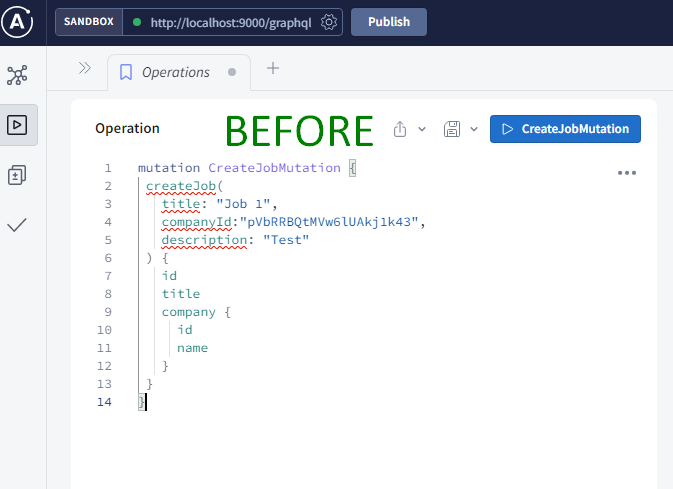 SANDBOX
http://localhost:9000/graphql
Publish
Operations
Operation
BEFORE
CreateJobMutation
1 mutation CreateJobMutation {
2 createJob(
3 title: "Job 1",
4 companyId:"pVbRRBQtMVw6lUAkj1k43",
5 description: "Test"
6 ) {
7 id
8 title
9 company {
10 id
11 name
12 }
13 }
14 }